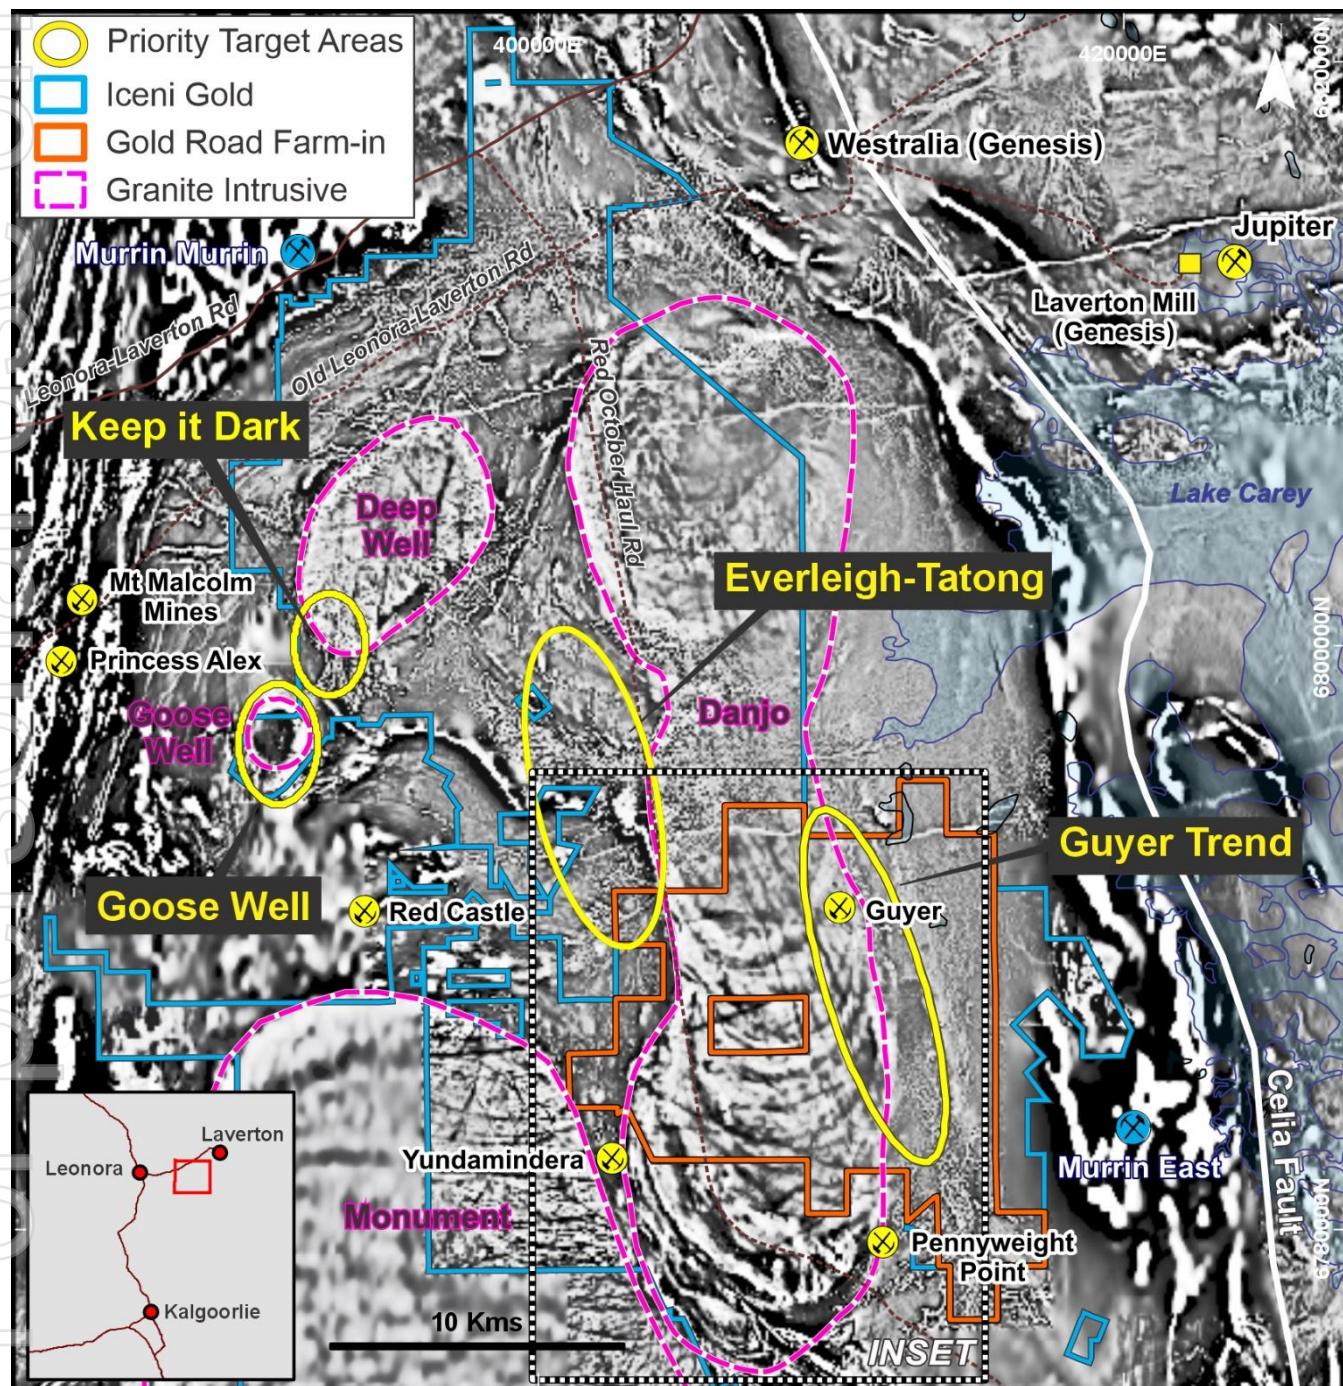 Priority Target Areas
Iceni Gold
Gold Road Farm-in
Granite Intrusive
400000E
420000E
N
6820000N
Westralia (Genesis)
Murrin Murrin
Jupiter
Laverton Mill
(Genesis)
Leonora-Laverton Rd
Old Leonora-Laverton Rd
Red October Haul Rd
Keep it Dark
Deep
Well
Lake Carey
Everleigh-Tatong
Mt Malcolm
Mines
Princess Alex
6800000N
Goose
Well
Danjo
Guyer Trend
Goose Well
Red Castle
Guyer
Celia Fault
Laverton
Leonora
Kalgoorlie
Yundamindera
Murrin East
Monument
6790000N
Pennyweight
Point
10 Kms
INSET